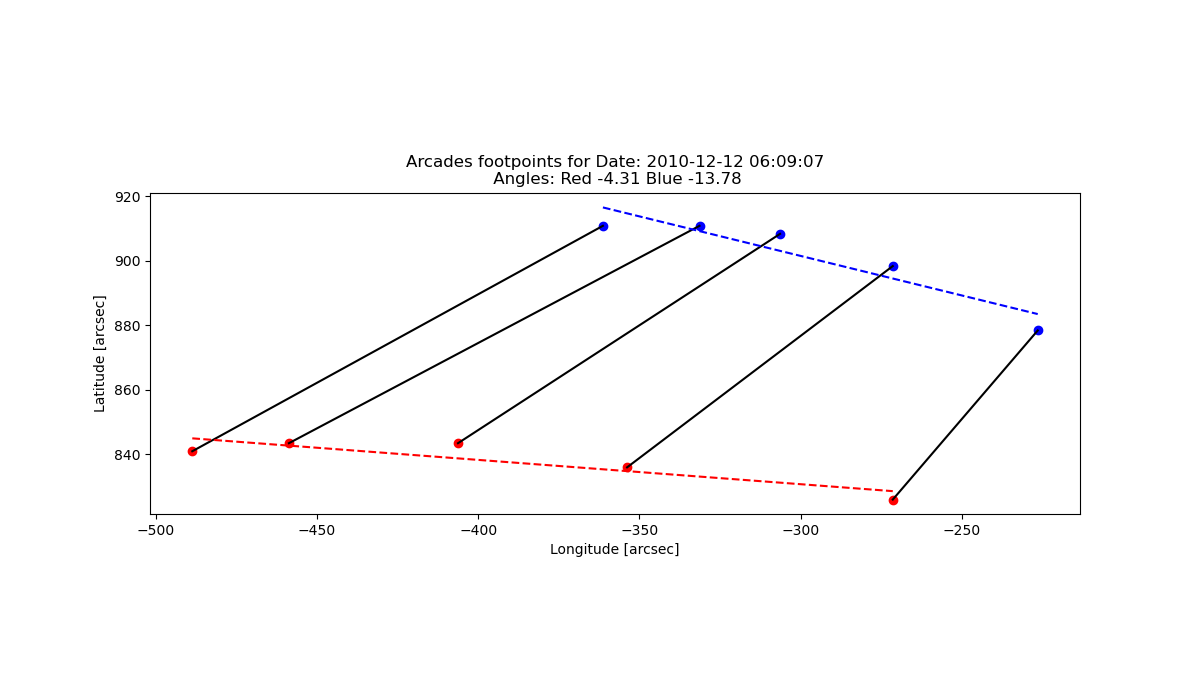 Arcades footpoints for Date: 2010-12-12 06:09:07
Angles: Red -4.31 Blue -13.78
920
900
880
860
840
Latitude [arcsec]
−500
−450
−400
−350
−300
−250
Longitude [arcsec]